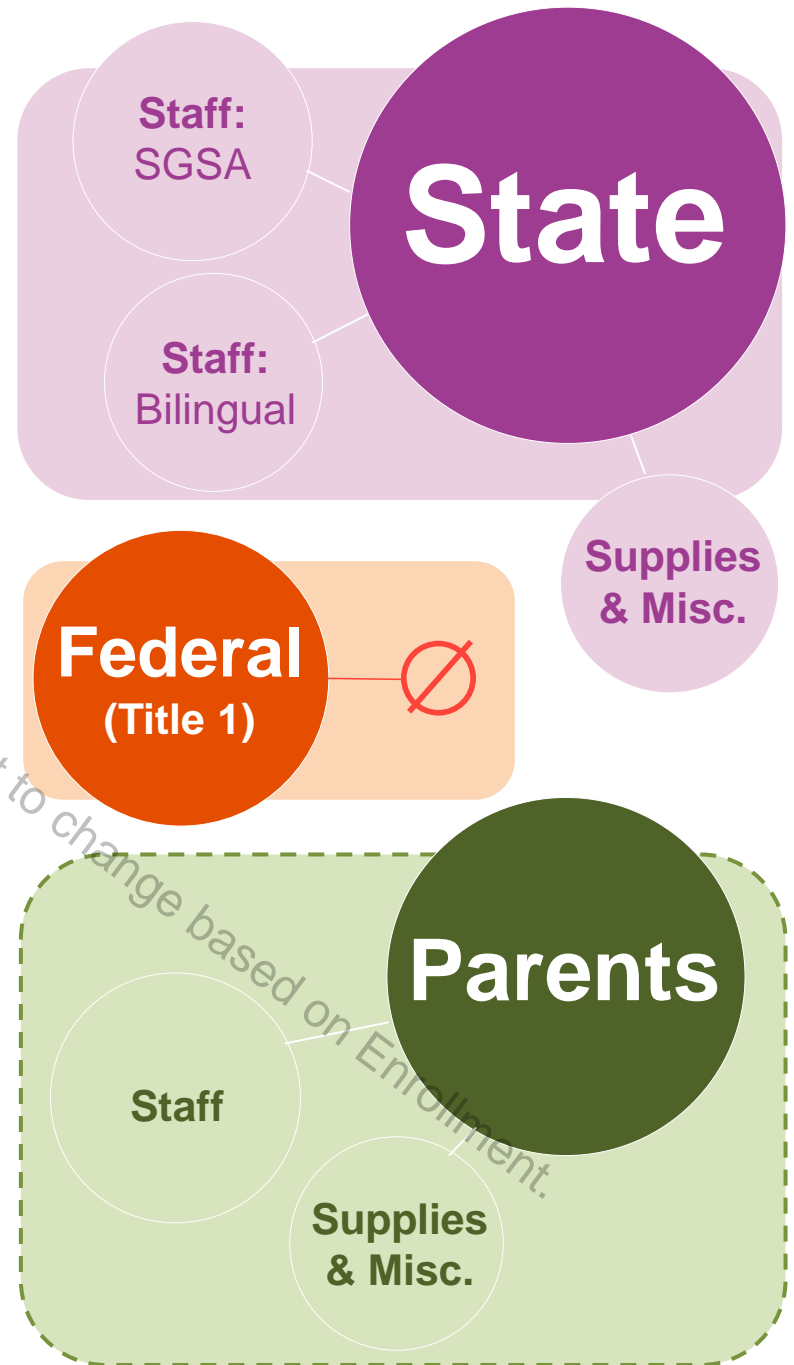 Staff:
SGSA
State
Staff:
Bilingual
Supplies
& Misc.
Federal
(Title 1)
∅
to change based on Enrollment.
Parents
Staff
Supplies
& Misc.